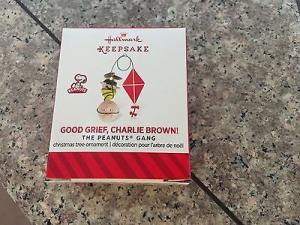 Hallmark
KEEPSAKE
GOOD GRIEF, CHARLIE BROWN!
THE PEANUTS® GANG
christmas tree ornament | décoration pour l'arbre de noël